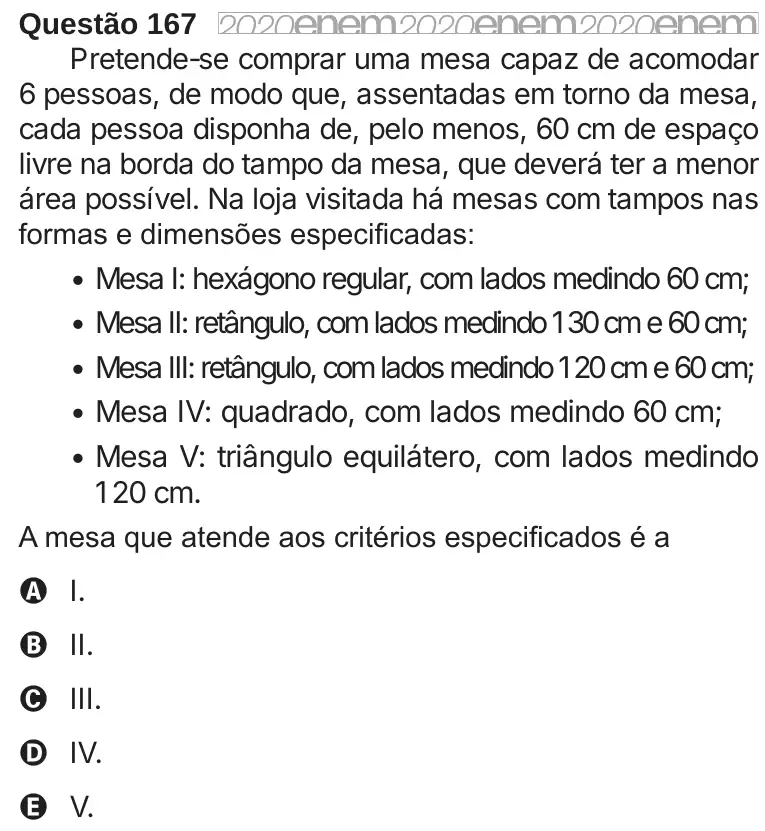 Questão 167 2020enem2020enem2020enem
Pretende-se comprar uma mesa capaz de acomodar
6 pessoas, de modo que, assentadas em torno da mesa,
cada pessoa disponha de, pelo menos, 60 cm de espaço
livre na borda do tampo da mesa, que deverá ter a menor
área possível. Na loja visitada há mesas com tampos nas
formas e dimensões especificadas:
• Mesa I: hexágono regular, com lados medindo 60 cm;
• Mesa II: retângulo, com lados medindo 130 cm e 60 cm;
• Mesa III: retângulo, com lados medindo 120 cm e 60 cm;
• Mesa IV: quadrado, com lados medindo 60 cm;
• Mesa V: triângulo equilátero, com lados medindo
120 cm.
A mesa que atende aos critérios especificados é a
A I.
B II.
C III.
D IV.
E V.